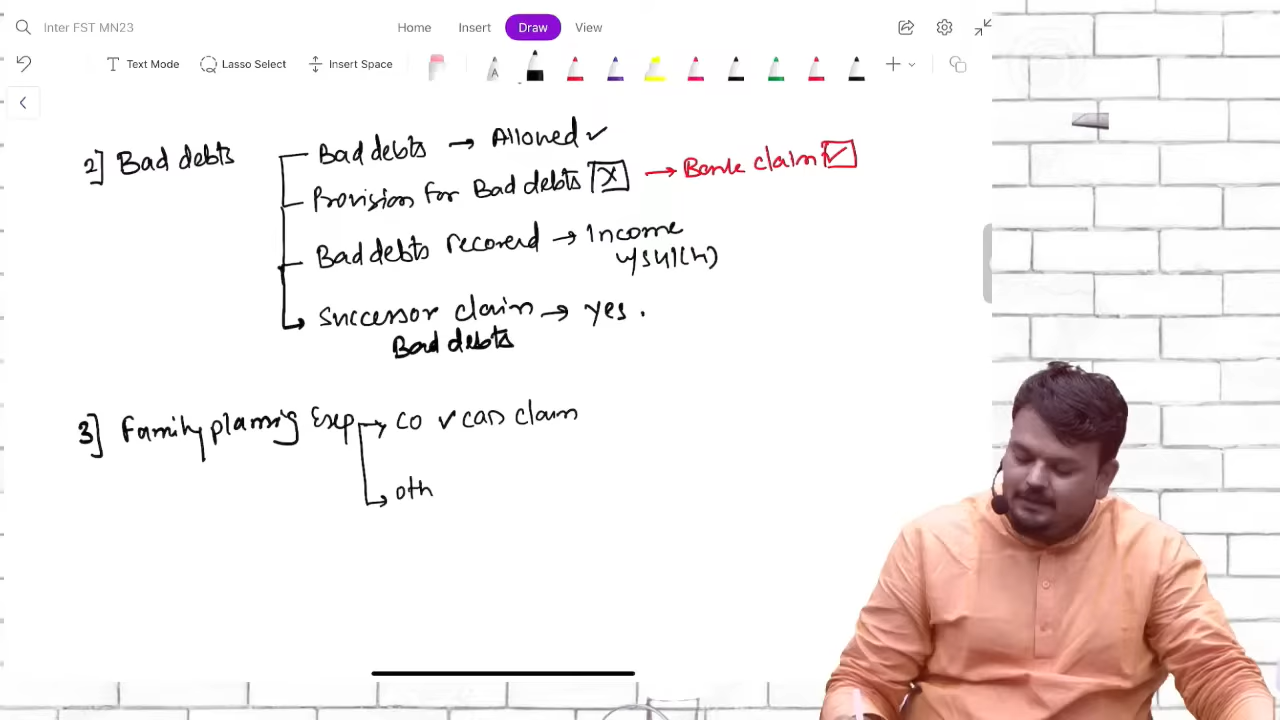 Inter FST MN23
Home Insert Draw View
Text Mode Lasso Select Insert Space
2] Bad debts
Bad debts → Allowed ✓
Provision for Bad debts [X] → Bank claim [✓]
Bad debts recoverd → Income
u/s 41(4)
Successor claim → yes.
Bad debts
3] Family planning Exp → co ✓ can claim
oth